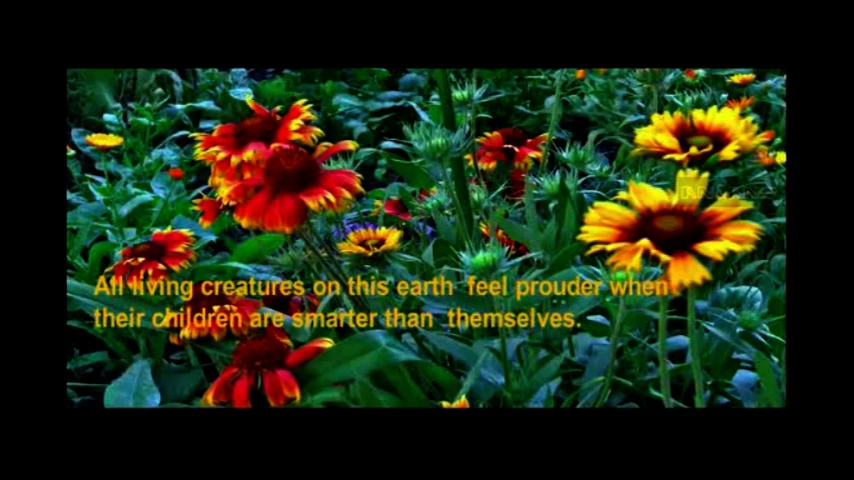 All living creatures on this earth feel prouder when
their children are smarter than themselves.